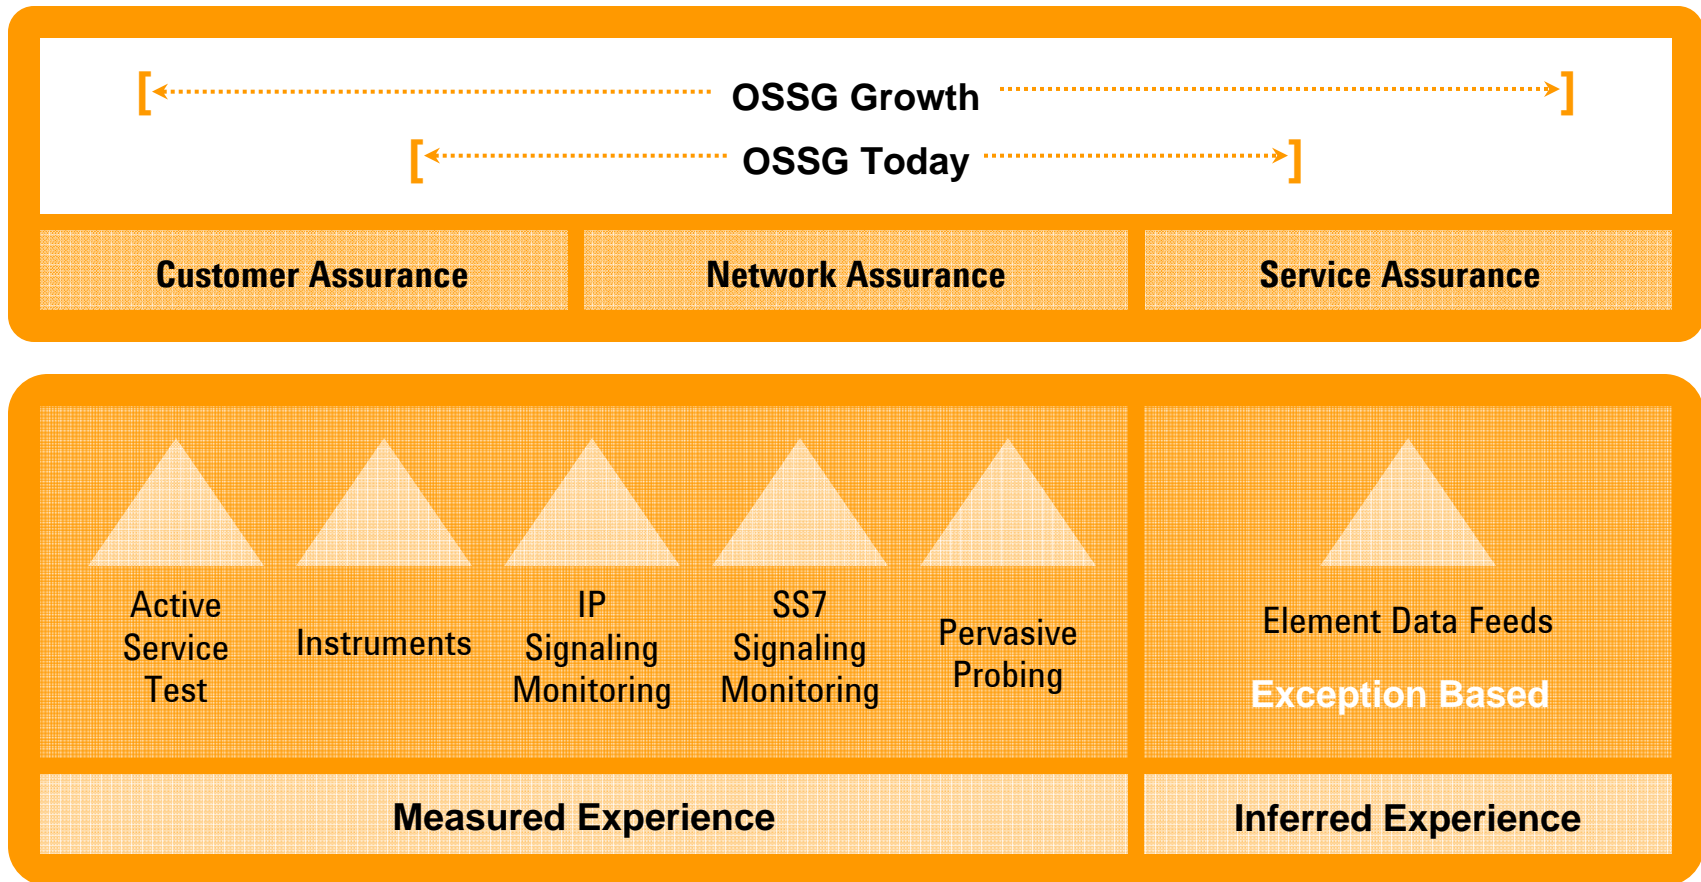 [ OSSG Growth ]
[ OSSG Today ]
Customer Assurance
Network Assurance
Service Assurance
Active
Service
Test
Instruments
IP
Signaling
Monitoring
SS7
Signaling
Monitoring
Pervasive
Probing
Element Data Feeds
Exception Based
Measured Experience
Inferred Experience